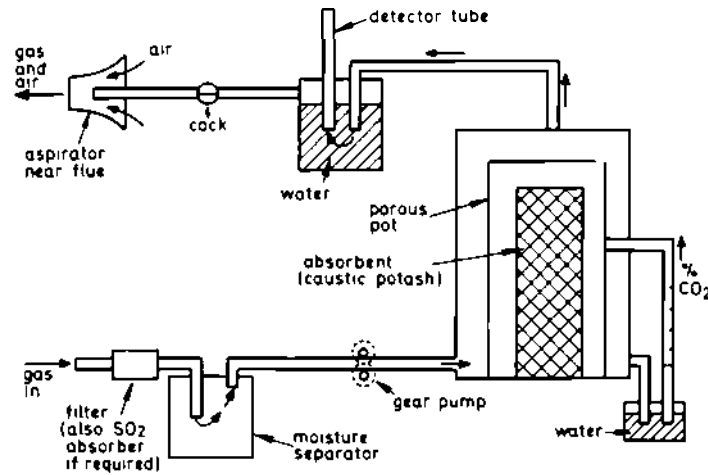 detector tube
gas
and
air
air
cock
aspirator
near flue
water
porous
pot
absorbent
(caustic potash)
% CO2
gas
in
gear pump
filter
(also SO2
absorber
if required)
moisture
separator
water